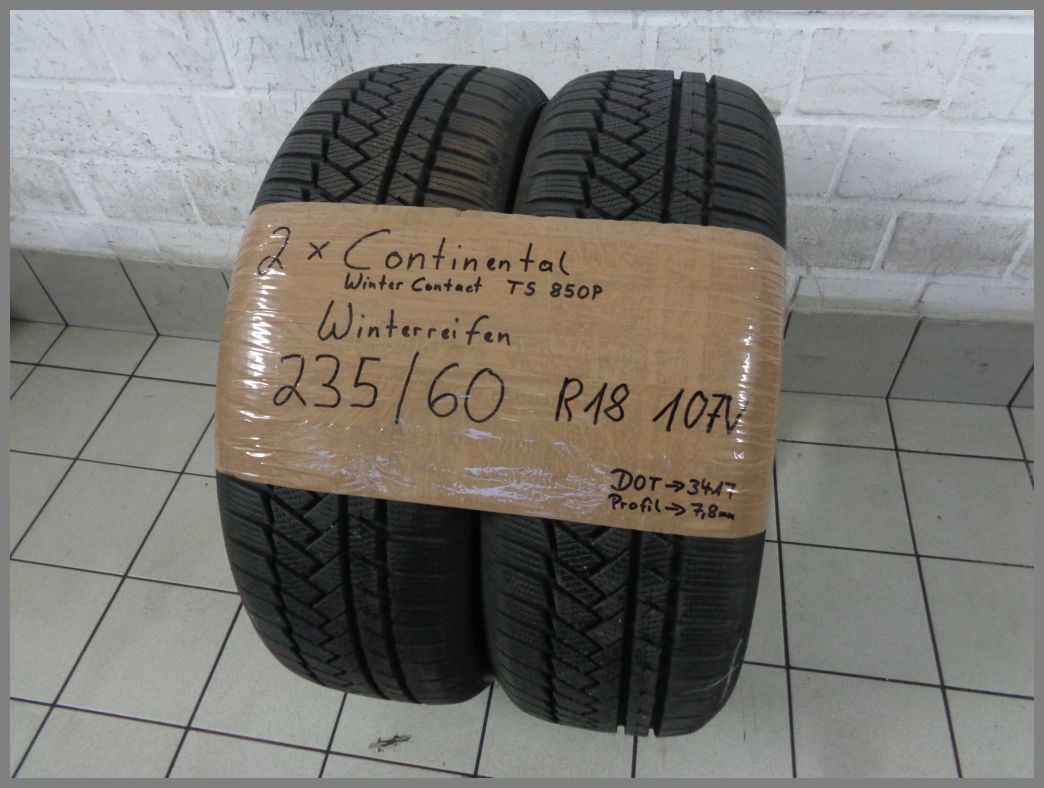 2 x Continental
Winter Contact TS 850P
Winterreifen
235/60 R18 107V
DOT → 3417
Profil → 7,8mm